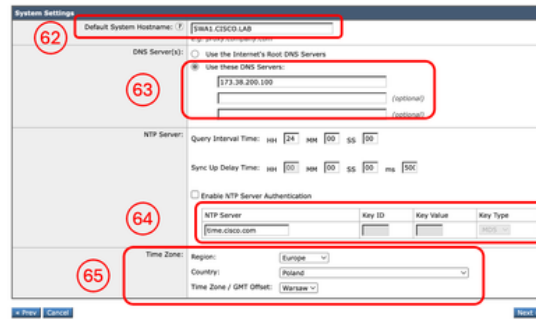 System Settings
62
Default System Hostname: ?
SWA1.CISCO.LAB
e.g. proxy.company.com
DNS Server(s):
Use the Internet's Root DNS Servers
Use these DNS Servers:
63
173.38.200.100
(optional)
(optional)
NTP Server:
Query Interval Time: HH 24 MM 00 SS 00
Sync Up Delay Time: HH 00 MM 00 SS 00 ms 500
Enable NTP Server Authentication
64
NTP Server Key ID Key Value Key Type
time.cisco.com MD5
65
Time Zone:
Region: Europe
Country: Poland
Time Zone / GMT Offset: Warsaw
« Prev Cancel Next